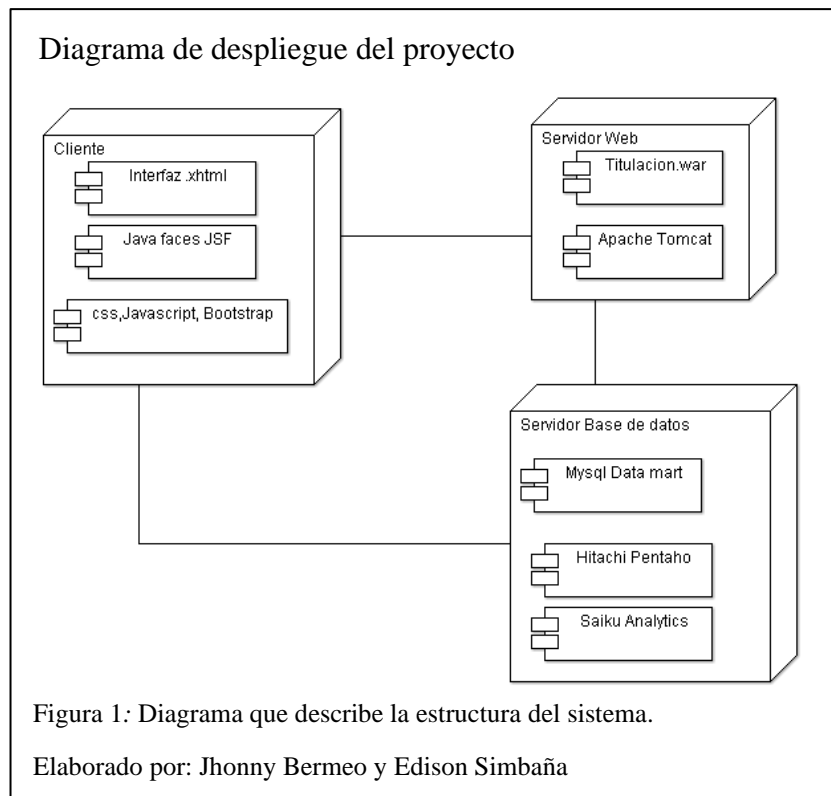 Diagrama de despliegue del proyecto
Cliente
Interfaz .xhtml
Java faces JSF
css,Javascript, Bootstrap
Servidor Web
Titulacion.war
Apache Tomcat
Servidor Base de datos
Mysql Data mart
Hitachi Pentaho
Saiku Analytics
Figura 1: Diagrama que describe la estructura del sistema.
Elaborado por: Jhonny Bermeo y Edison Simbaña